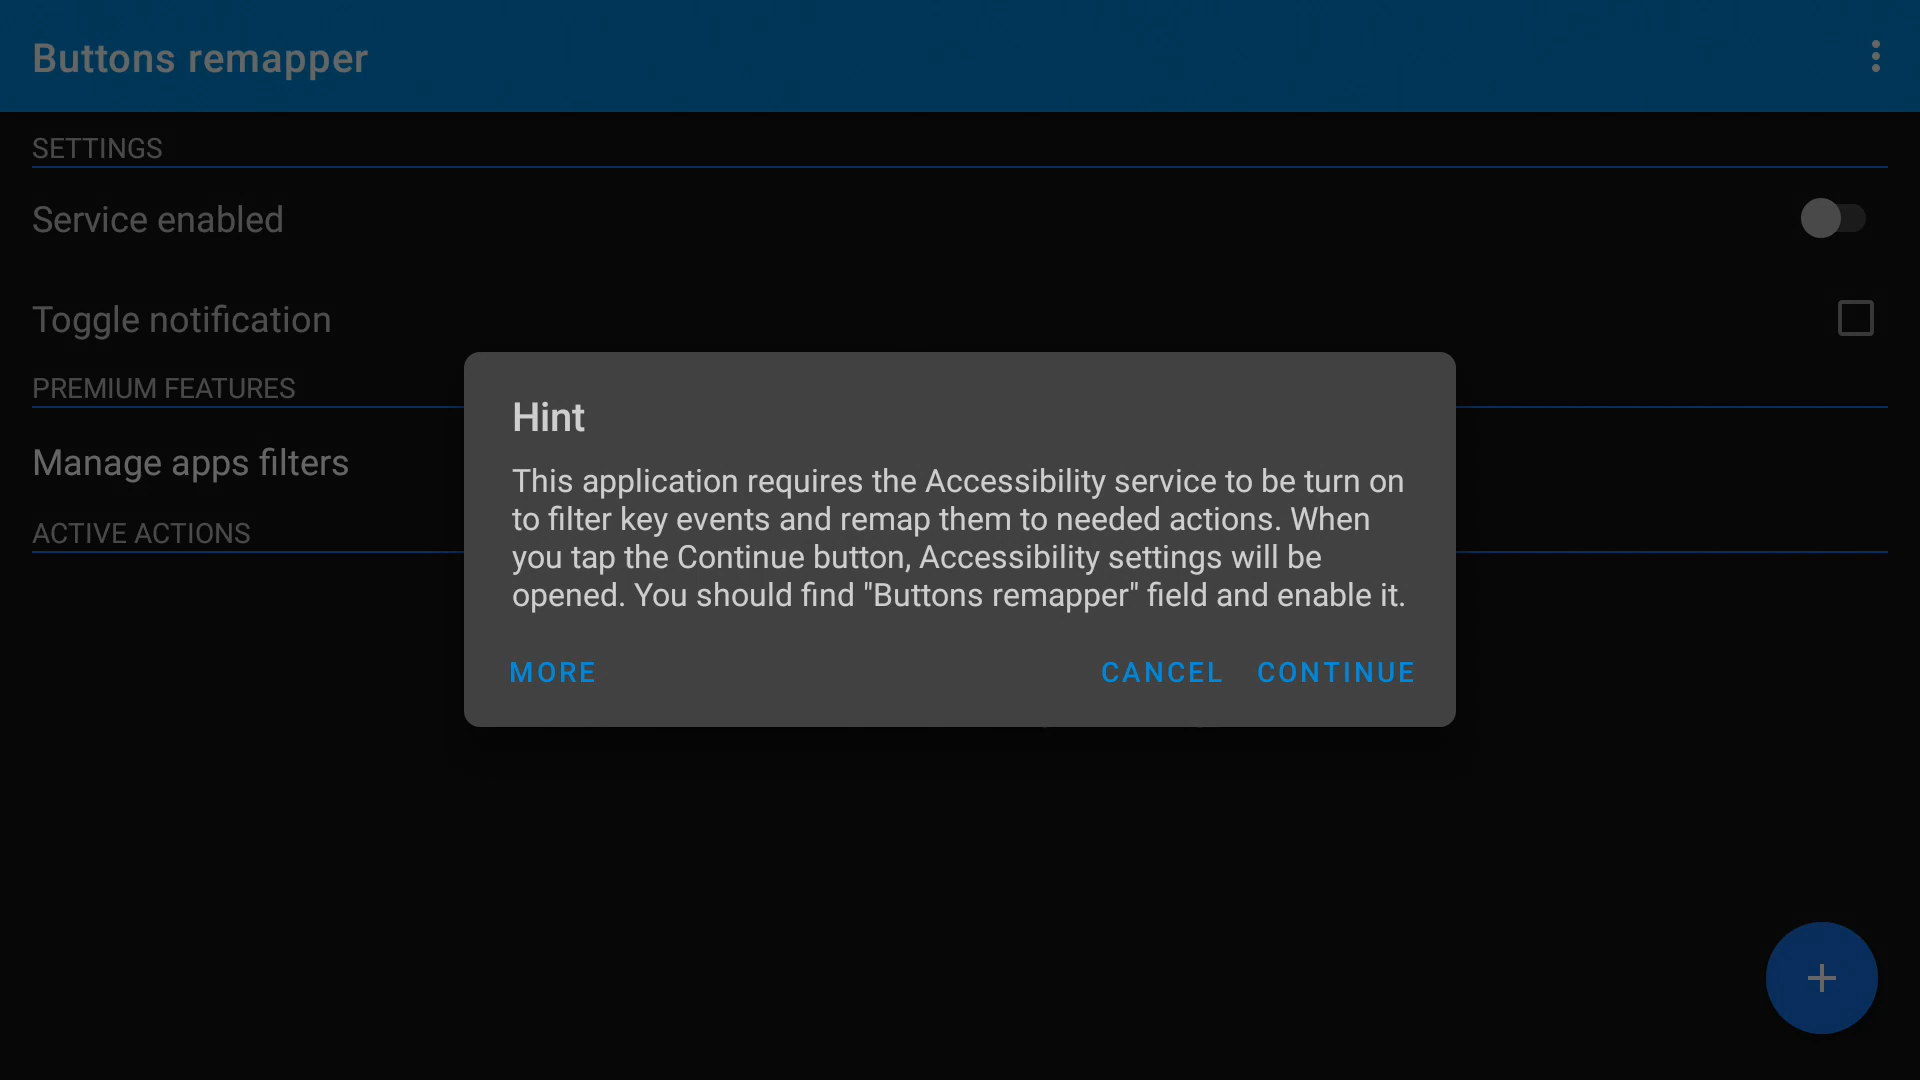 Buttons remapper
SETTINGS
Service enabled
Toggle notification
PREMIUM FEATURES
Manage apps filters
ACTIVE ACTIONS
Hint
This application requires the Accessibility service to be turn on
to filter key events and remap them to needed actions. When
you tap the Continue button, Accessibility settings will be
opened. You should find "Buttons remapper" field and enable it.
MORE CANCEL CONTINUE